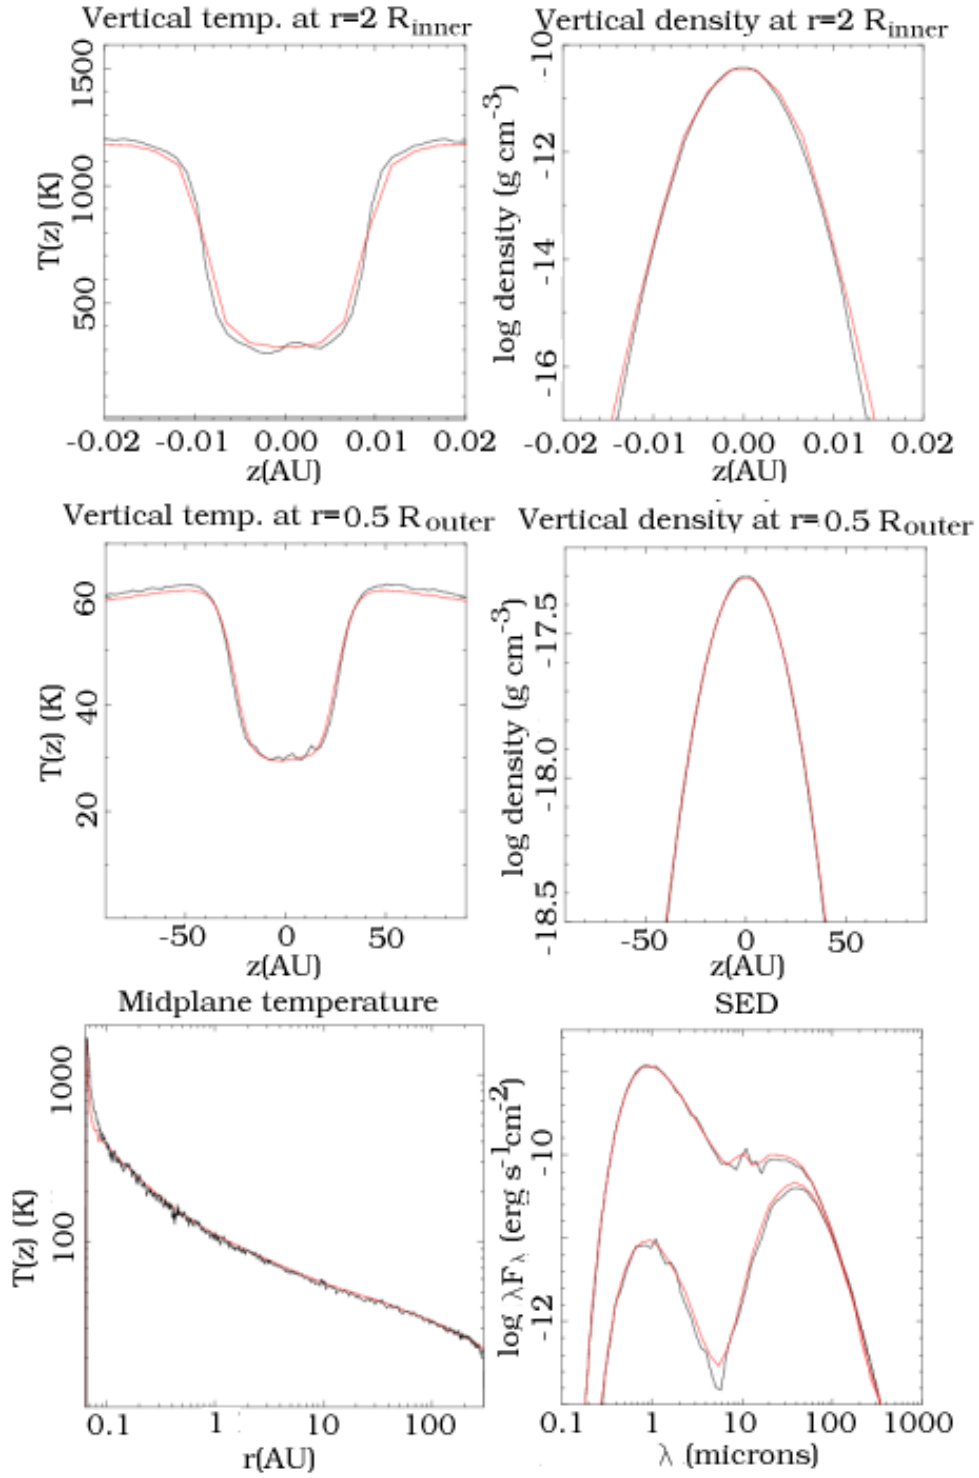 Vertical temp. at r=2 R_inner
T(z) (K)
1500
1000
500
-0.02 -0.01 0.00 0.01 0.02
z(AU)
Vertical density at r=2 R_inner
log density (g cm^-3)
-10
-12
-14
-16
-0.02 -0.01 0.00 0.01 0.02
z(AU)
Vertical temp. at r=0.5 R_outer
T(z) (K)
60
40
20
-50 0 50
z(AU)
Vertical density at r=0.5 R_outer
log density (g cm^-3)
-17.5
-18.0
-18.5
-50 0 50
z(AU)
Midplane temperature
T(z) (K)
1000
100
0.1 1 10 100
r(AU)
SED
log λF_λ (erg s^-1cm^-2)
-10
-12
0.1 1 10 100 1000
λ (microns)